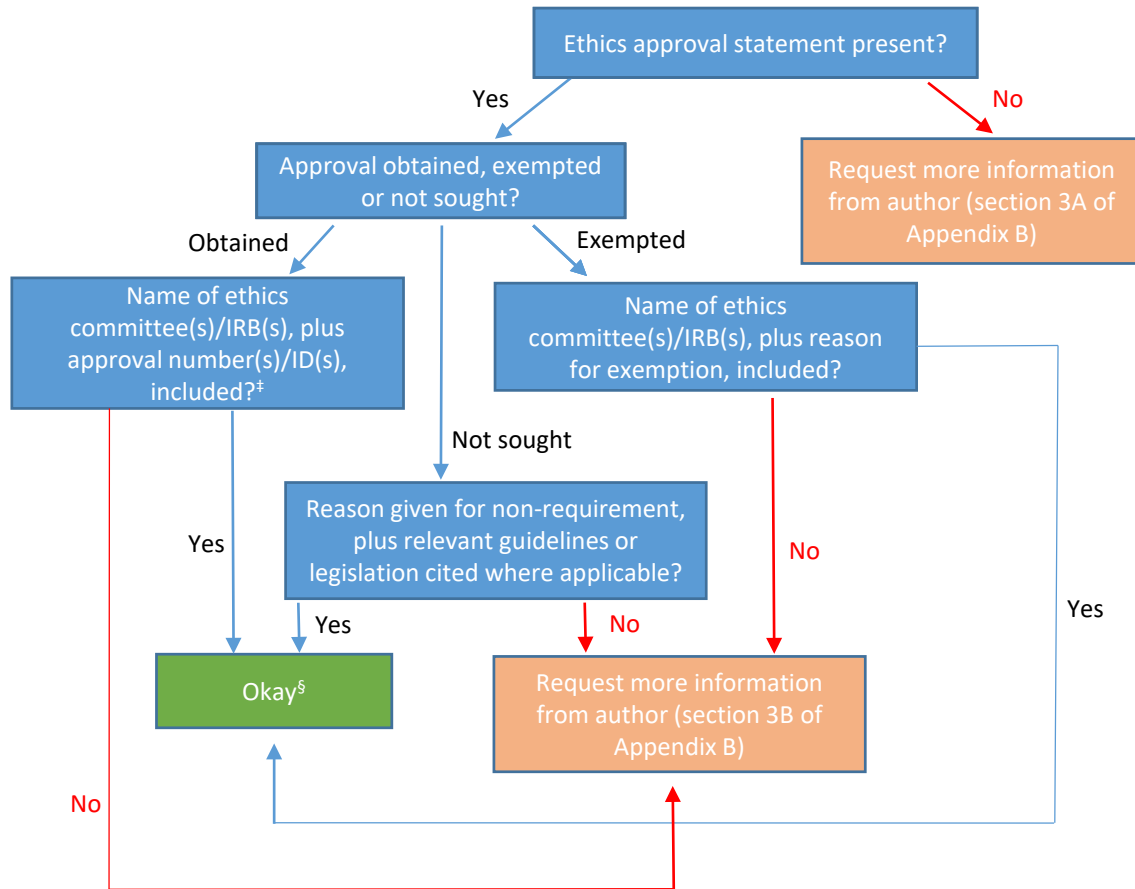 Ethics approval statement present?
Yes
No
Approval obtained, exempted
or not sought?
Request more information
from author (section 3A of
Appendix B)
Obtained
Exempted
Name of ethics
committee(s)/IRB(s), plus
approval number(s)/ID(s),
included?‡
Name of ethics
committee(s)/IRB(s), plus reason
for exemption, included?
Not sought
Reason given for non-requirement,
plus relevant guidelines or
legislation cited where applicable?
Yes
No
Yes
Yes
No
Okay§
Request more information
from author (section 3B of
Appendix B)
No